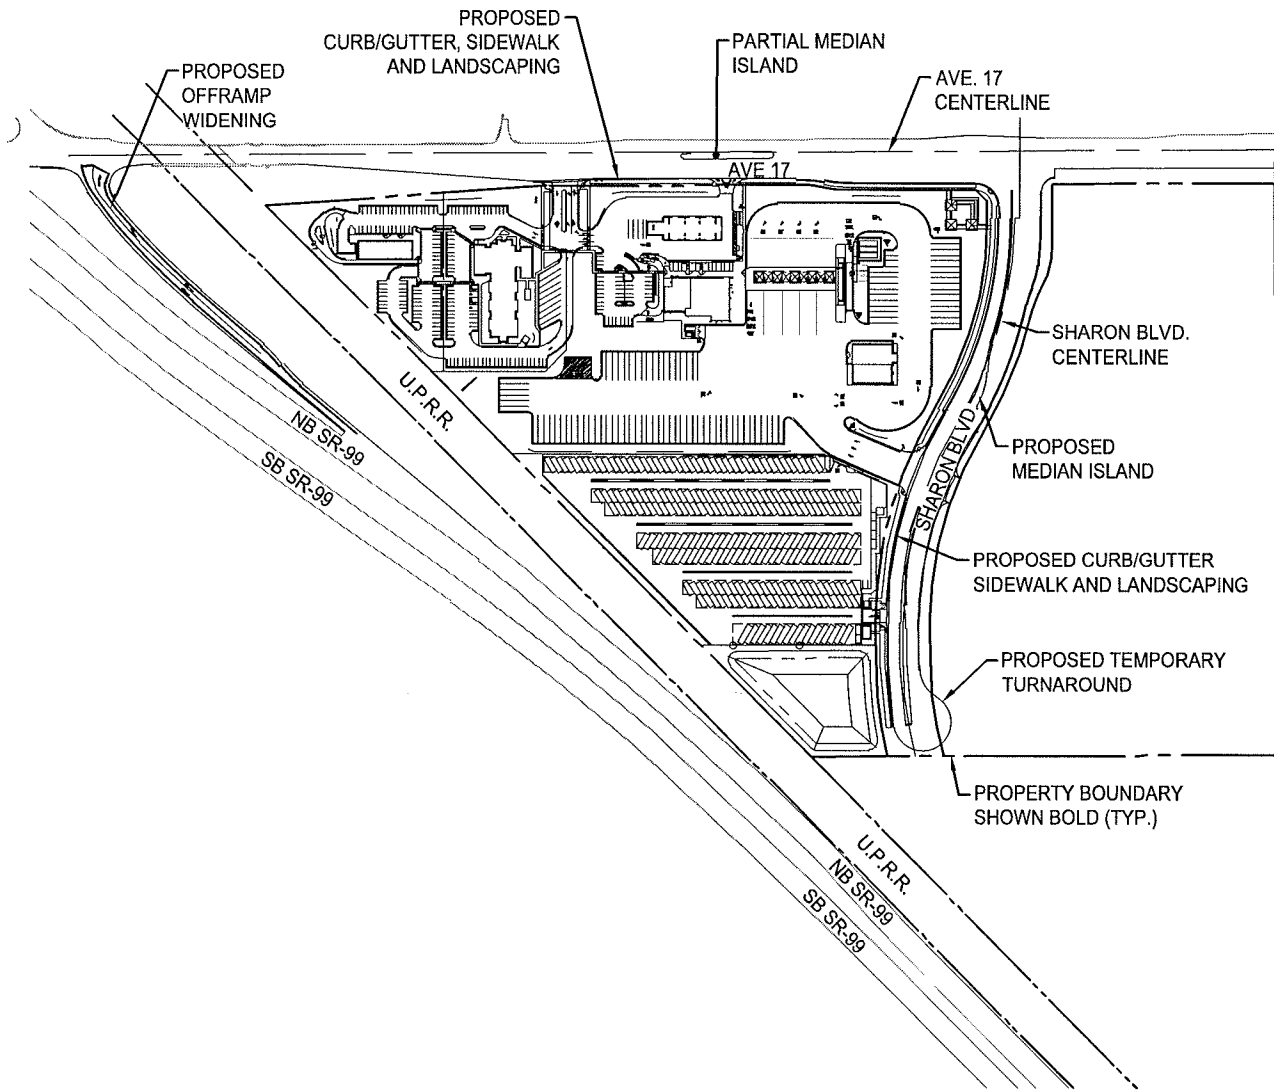 PROPOSED
CURB/GUTTER, SIDEWALK
AND LANDSCAPING
PARTIAL MEDIAN
ISLAND
PROPOSED
OFFRAMP
WIDENING
AVE. 17
CENTERLINE
AVE 17
SHARON BLVD.
CENTERLINE
U.P.R.R.
NB SR-99
SB SR-99
PROPOSED
MEDIAN ISLAND
SHARON BLVD.
PROPOSED CURB/GUTTER
SIDEWALK AND LANDSCAPING
PROPOSED TEMPORARY
TURNAROUND
PROPERTY BOUNDARY
SHOWN BOLD (TYP.)
U.P.R.R.
NB SR-99
SB SR-99